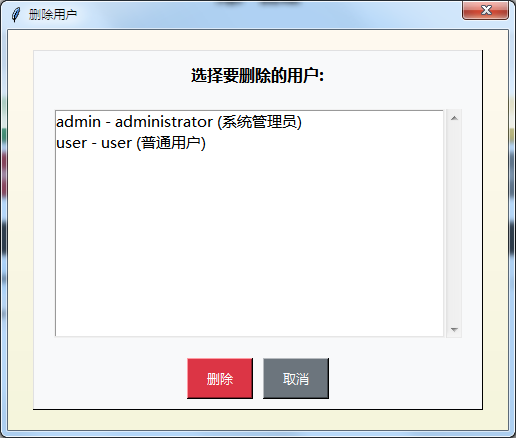 删除用户
选择要删除的用户:
admin - administrator (系统管理员)
user - user (普通用户)
删除
取消